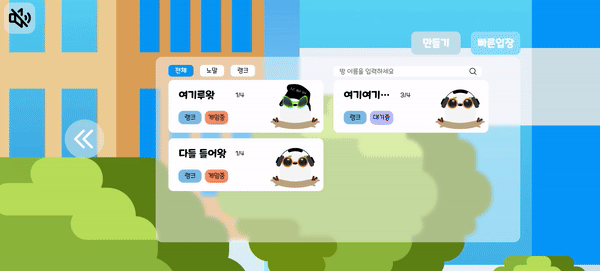 만들기 빠른입장
전체 노말 랭크 방 이름을 입력하세요
여기루왓 1/4
랭크 게임중
여기여기… 3/4
랭크 대기중
다들 들어왓 1/4
랭크 게임중